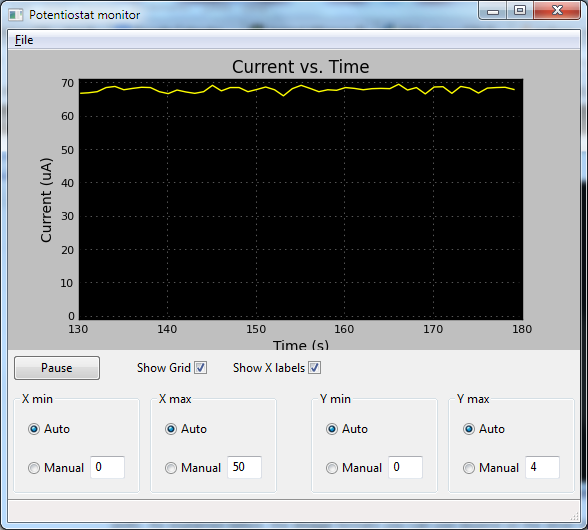 Potentiostat monitor
File
Current vs. Time
70
60
50
40
30
20
10
0
Current (uA)
130 140 150 160 170 180
Time (s)
Pause Show Grid Show X labels
X min X max Y min Y max
Auto Auto Auto Auto
Manual 0 Manual 50 Manual 0 Manual 4